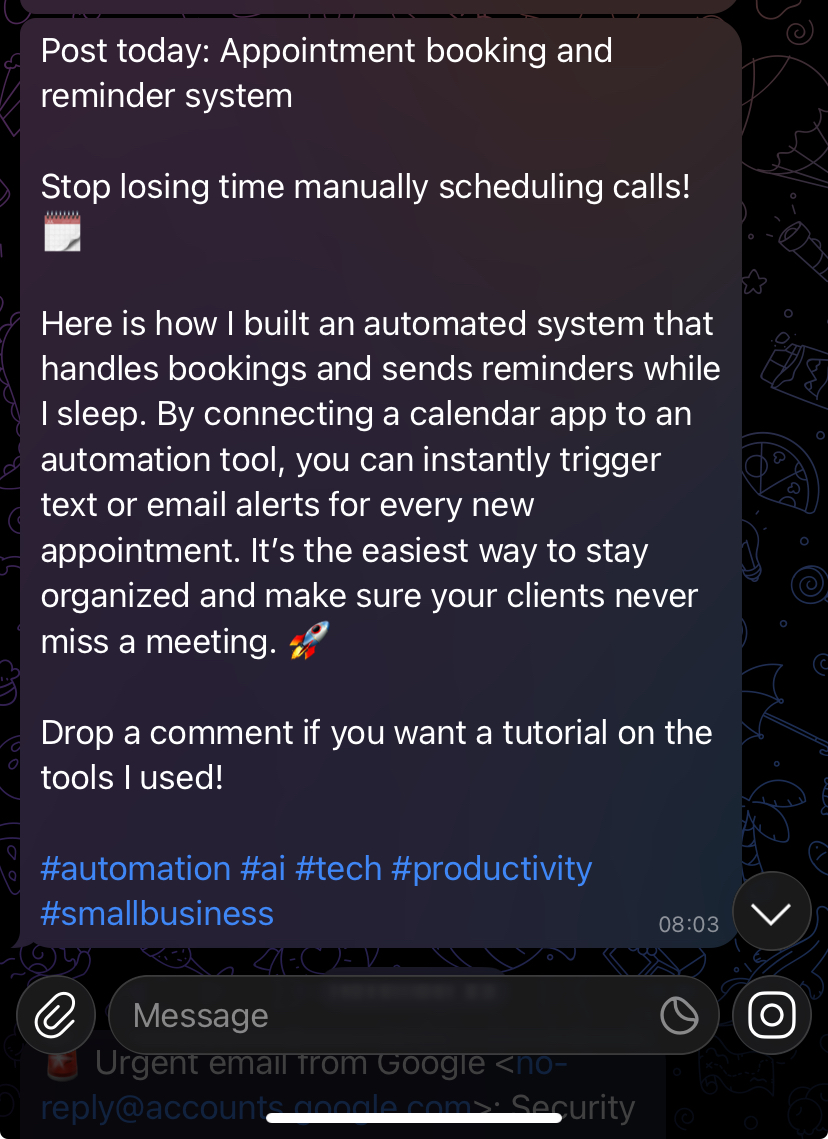 Post today: Appointment booking and
reminder system
Stop losing time manually scheduling calls!
🗓️
Here is how I built an automated system that
handles bookings and sends reminders while
I sleep. By connecting a calendar app to an
automation tool, you can instantly trigger
text or email alerts for every new
appointment. It’s the easiest way to stay
organized and make sure your clients never
miss a meeting. 🚀
Drop a comment if you want a tutorial on the
tools I used!
#automation #ai #tech #productivity
#smallbusiness
08:03
Message
🚨 Urgent email from Google <no-
reply@accounts.google.com>: Security